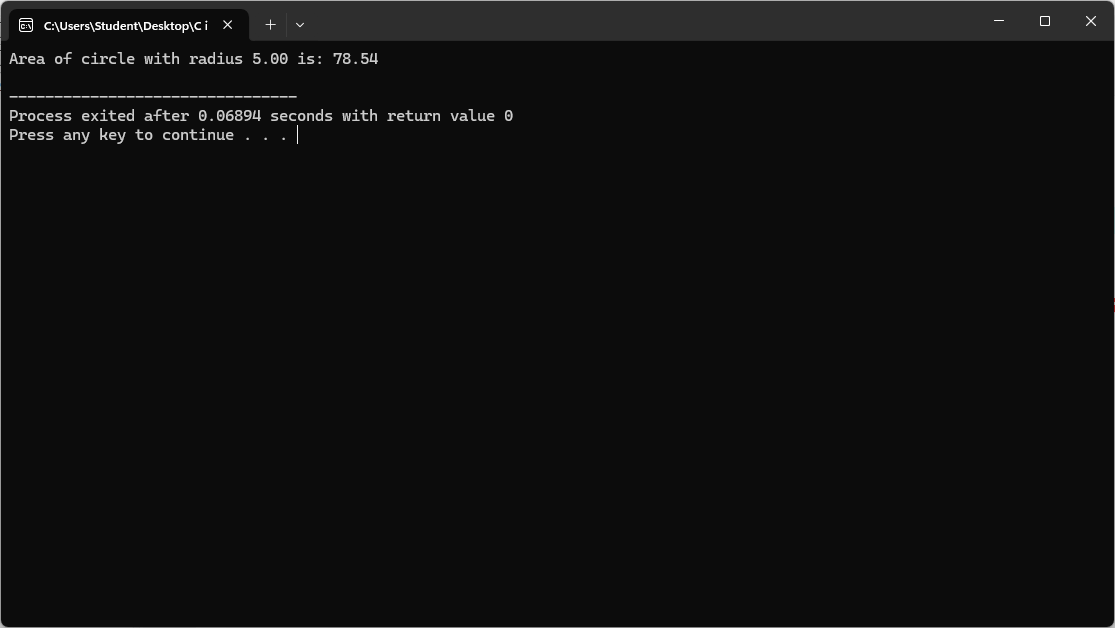 C:\Users\Student\Desktop\C i
Area of circle with radius 5.00 is: 78.54
--------------------------------
Process exited after 0.06894 seconds with return value 0
Press any key to continue . . .